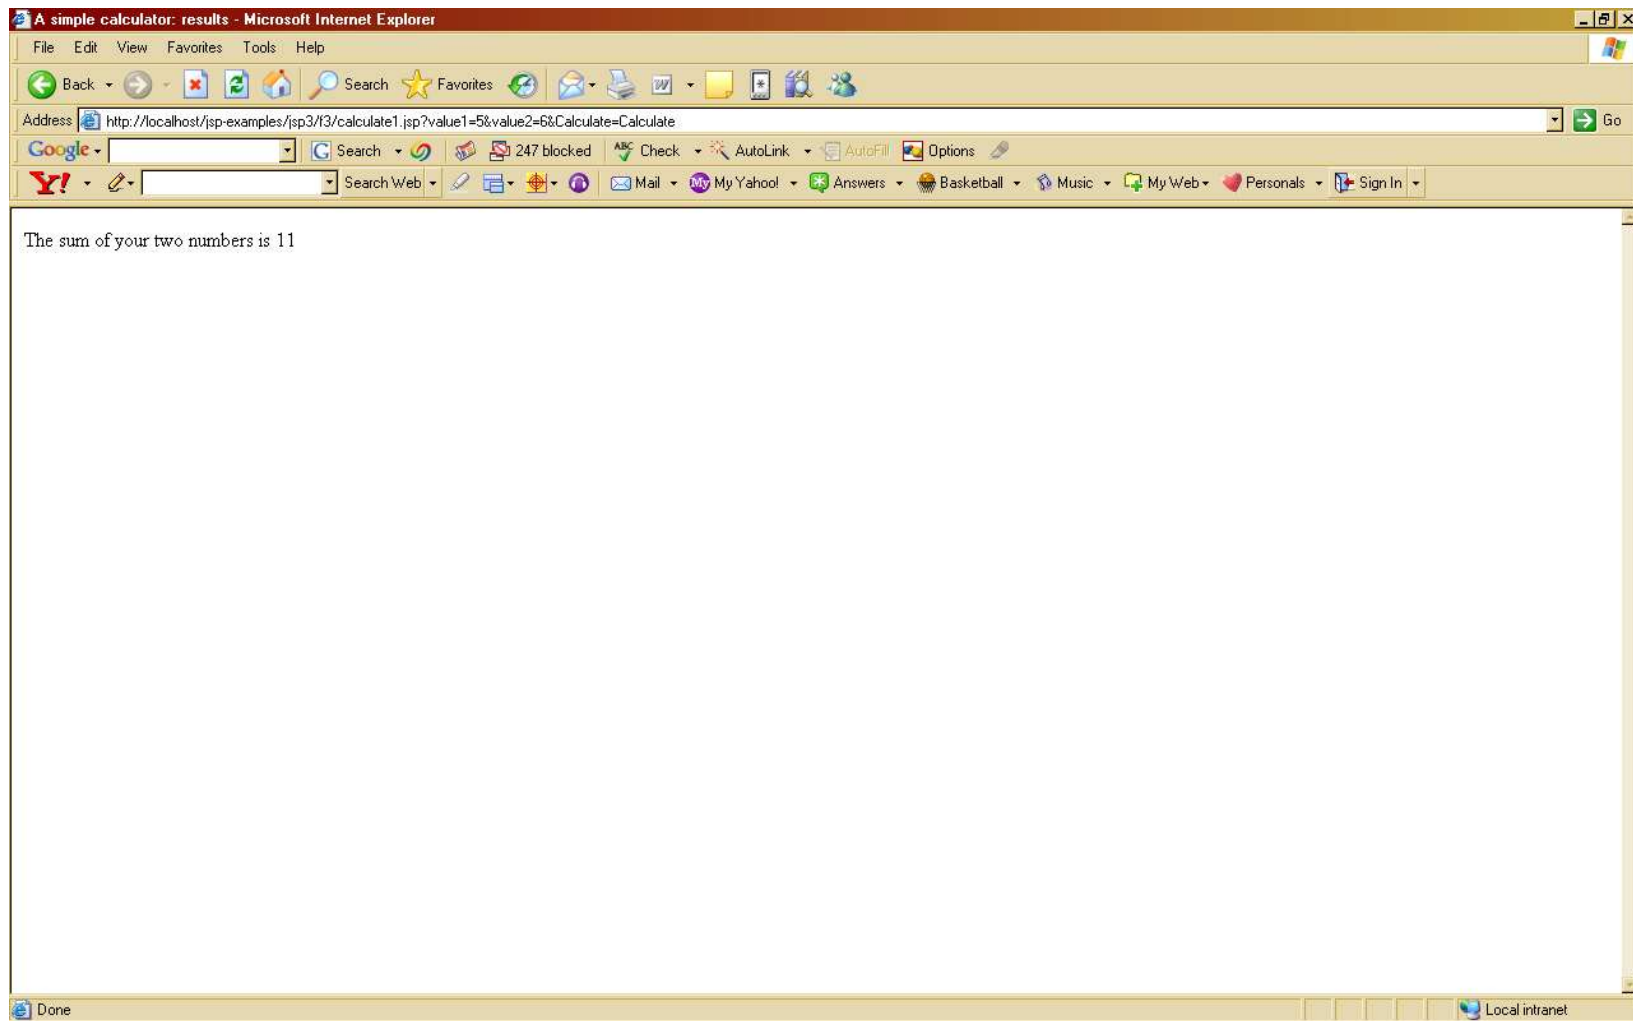 A simple calculator: results - Microsoft Internet Explorer
File Edit View Favorites Tools Help
Back Search Favorites
Address http://localhost/jsp-examples/jsp3/f3/calculate1.jsp?value1=5&value2=6&Calculate=Calculate Go
Google G Search 247 blocked ABC Check AutoLink AutoFill Options
Y! Search Web Mail My My Yahoo! Answers Basketball Music My Web Personals Sign In
The sum of your two numbers is 11
Done Local intranet